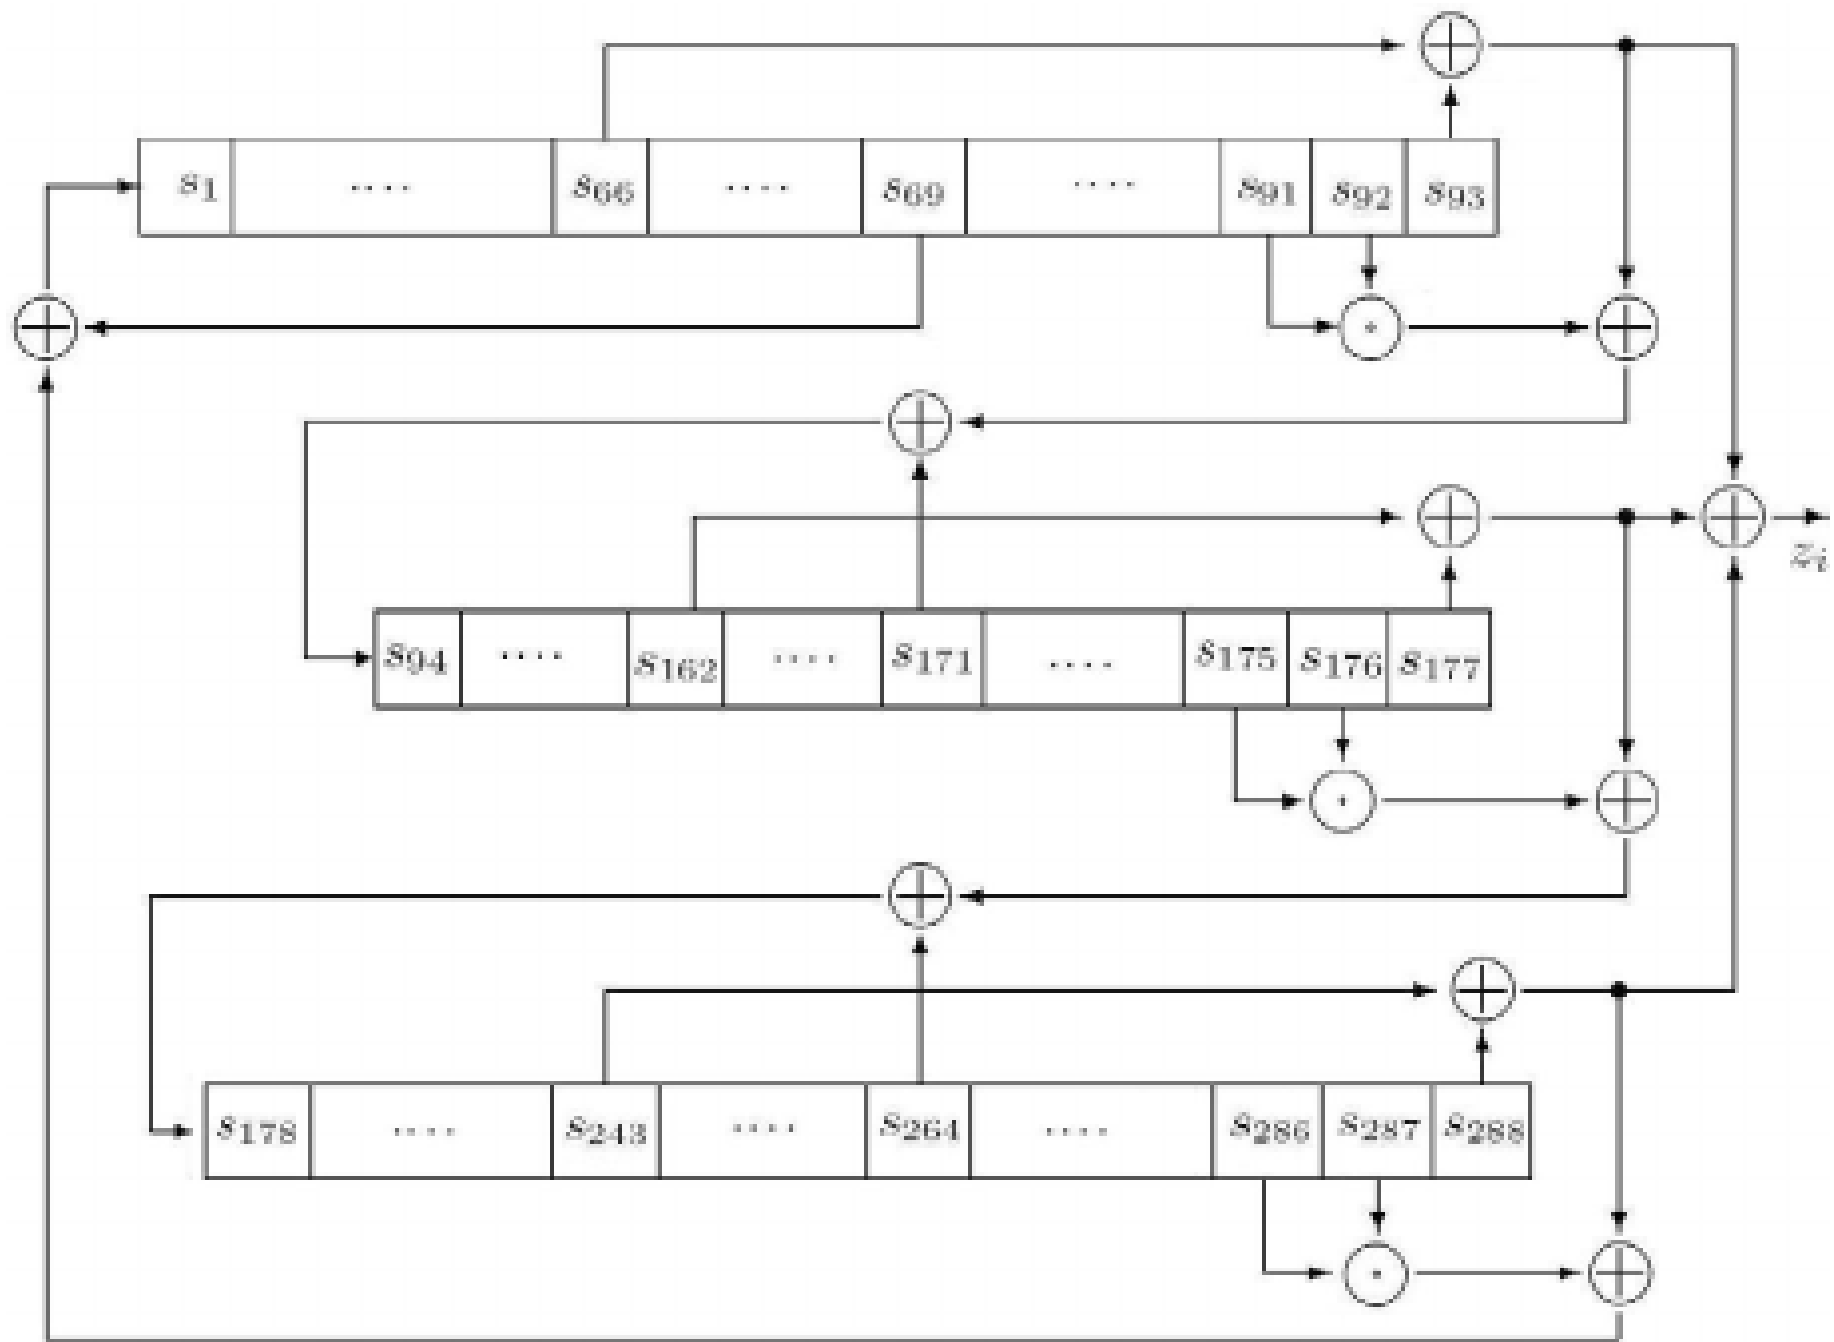 s1 .... s66 .... s69 .... s91 s92 s93
zi
s94 .... s162 .... s171 .... s175 s176 s177
s178 .... s243 .... s264 .... s286 s287 s288